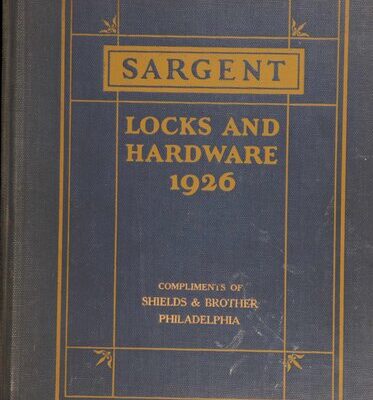 SARGENT
LOCKS AND
HARDWARE
1926
COMPLIMENTS OF
SHIELDS & BROTHER
PHILADELPHIA